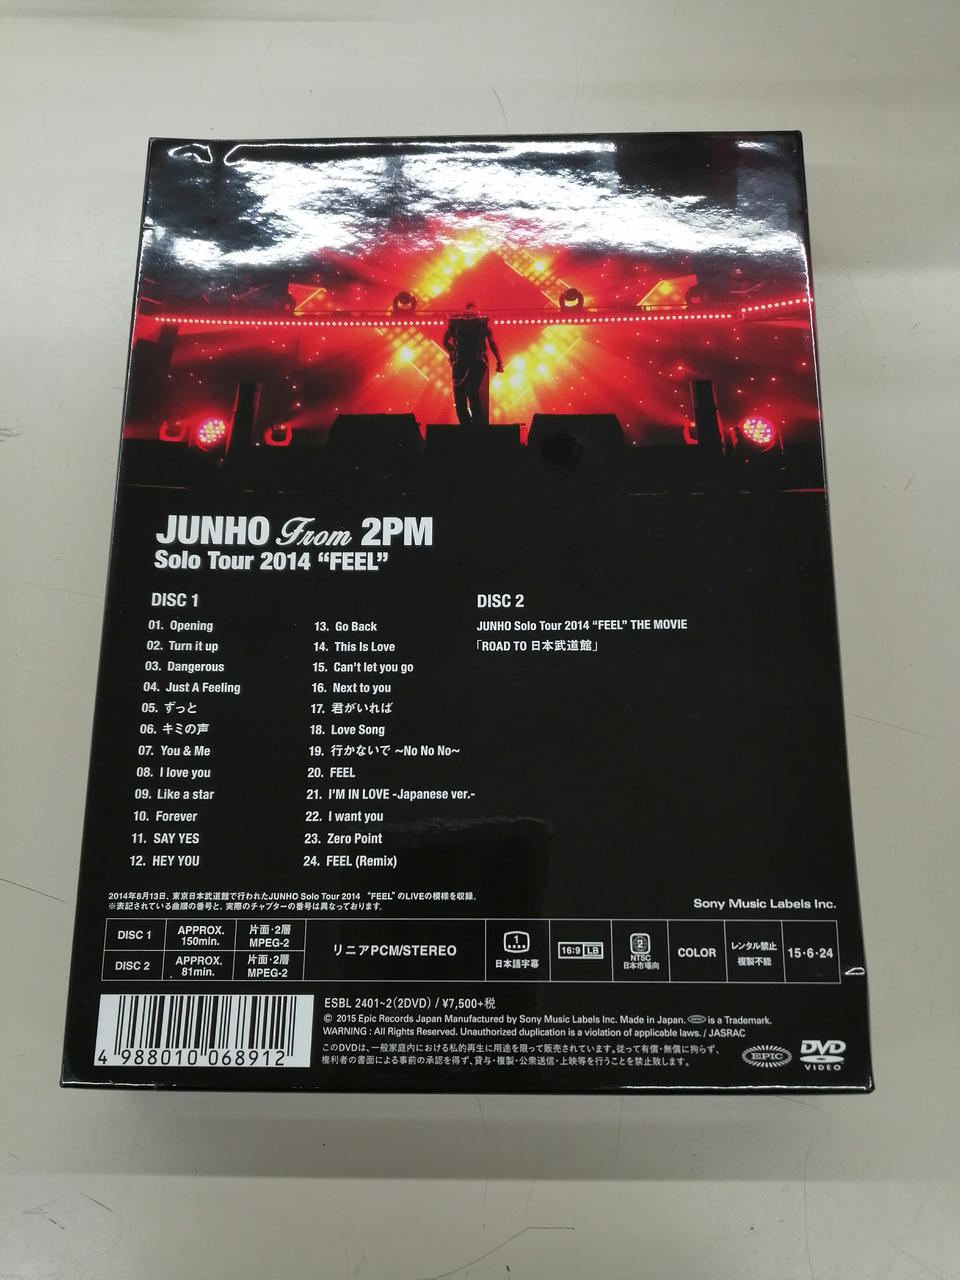 JUNHO From 2PM
Solo Tour 2014 “FEEL”
DISC 1
01. Opening
02. Turn it up
03. Dangerous
04. Just A Feeling
05. ずっと
06. キミの声
07. You & Me
08. I love you
09. Like a star
10. Forever
11. SAY YES
12. HEY YOU
13. Go Back
14. This Is Love
15. Can't let you go
16. Next to you
17. 君がいれば
18. Love Song
19. 行かないで ~No No No~
20. FEEL
21. I'M IN LOVE -Japanese ver.-
22. I want you
23. Zero Point
24. FEEL (Remix)
DISC 2
JUNHO Solo Tour 2014 “FEEL” THE MOVIE
「ROAD TO 日本武道館」
2014年8月13日、東京日本武道館で行われたJUNHO Solo Tour 2014 “FEEL”のLIVEの模様を収録。
※表記されている曲順の番号と、実際のチャプターの番号は異なっております。
Sony Music Labels Inc.
DISC 1 APPROX. 150min. 片面・2層 MPEG-2
DISC 2 APPROX. 81min. 片面・2層 MPEG-2
リニアPCM/STEREO
1 日本語字幕
16:9 LB
2 NTSC 日本市場向
COLOR
レンタル禁止 複製不能
15・6・24
4 988010 068912
ESBL 2401~2(2DVD) / ¥7,500+税
© 2015 Epic Records Japan Manufactured by Sony Music Labels Inc. Made in Japan. EPIC is a Trademark.
WARNING : All Rights Reserved. Unauthorized duplication is a violation of applicable laws. / JASRAC
このDVDは、一般家庭内における私的再生に用途を限って販売されています。従って有償・無償に拘らず、
権利者の書面による事前の承認を得ず、貸与・複製・公衆送信・上映等を行うことを禁止致します。
EPIC
DVD
VIDEO